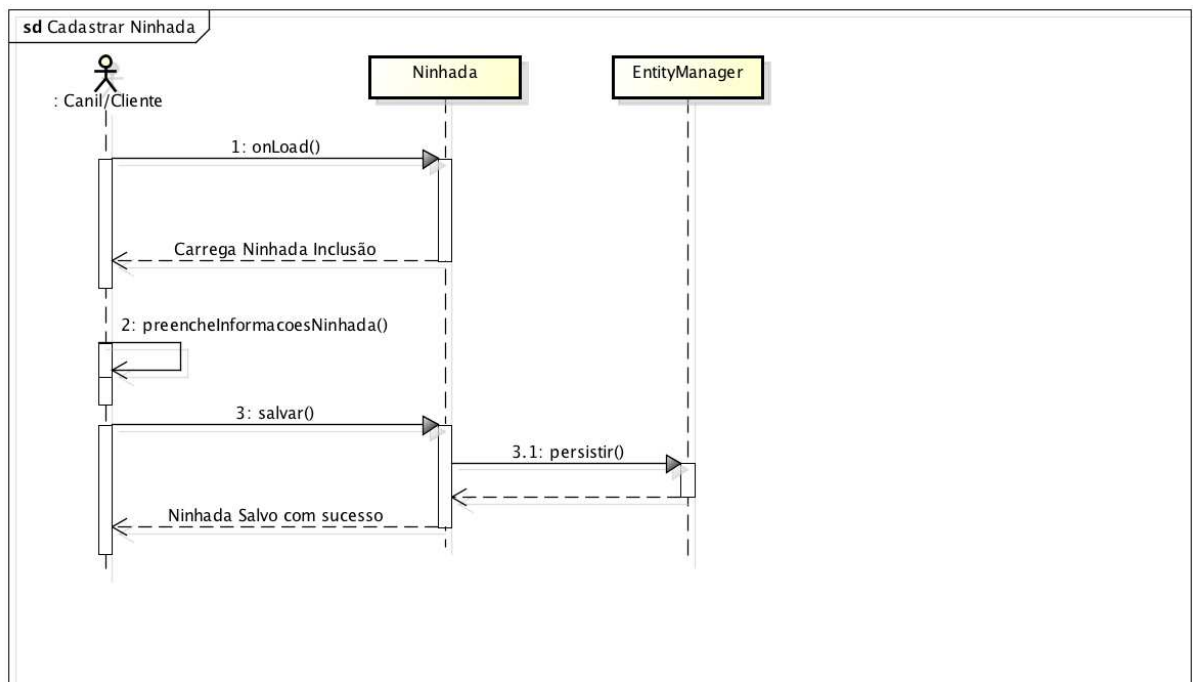 sd Cadastrar Ninhada
: Canil/Cliente
Ninhada
EntityManager
1: onLoad()
Carrega Ninhada Inclusão
2: preencheInformacoesNinhada()
3: salvar()
3.1: persistir()
Ninhada Salvo com sucesso